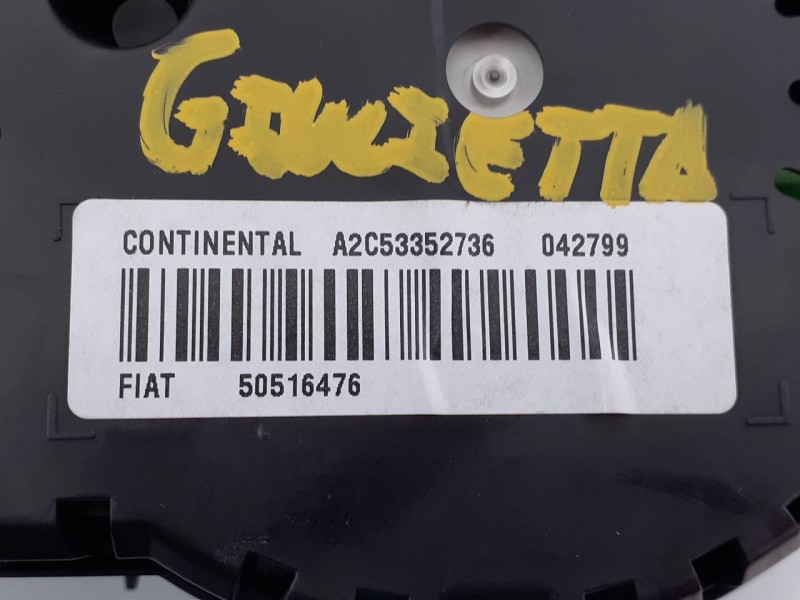 GIULIETTA
CONTINENTAL A2C53352736 042799
FIAT 50516476